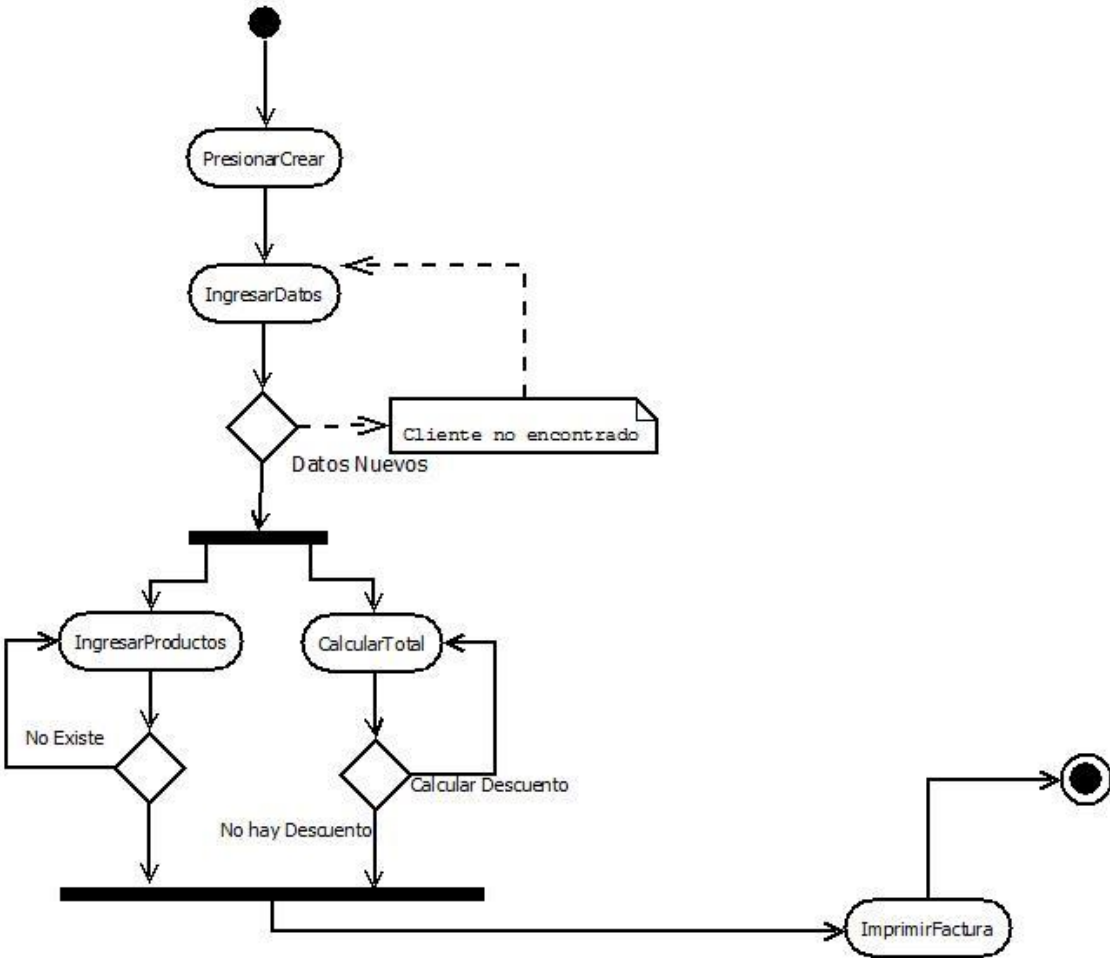 PresionarCrear
IngresarDatos
Cliente no encontrado
Datos Nuevos
IngresarProductos
CalcularTotal
No Existe
Calcular Descuento
No hay Descuento
ImprimirFactura